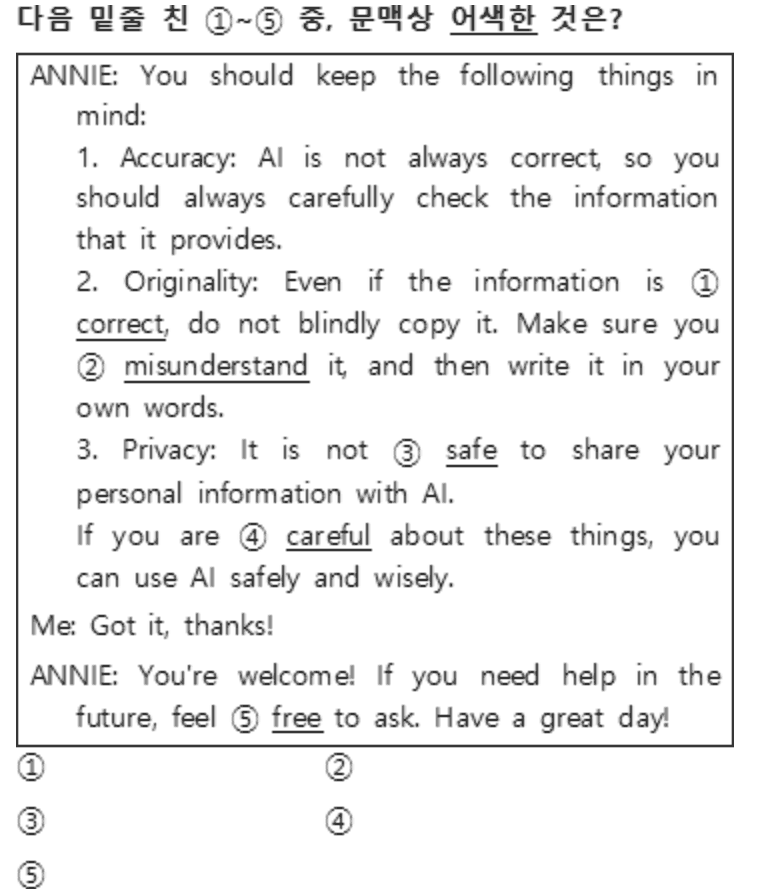 다음 밑줄 친 ①~⑤ 중, 문맥상 어색한 것은?
ANNIE: You should keep the following things in
mind:
1. Accuracy: AI is not always correct, so you
should always carefully check the information
that it provides.
2. Originality: Even if the information is ①
correct, do not blindly copy it. Make sure you
② misunderstand it, and then write it in your
own words.
3. Privacy: It is not ③ safe to share your
personal information with AI.
If you are ④ careful about these things, you
can use AI safely and wisely.
Me: Got it, thanks!
ANNIE: You're welcome! If you need help in the
future, feel ⑤ free to ask. Have a great day!
① ②
③ ④
⑤